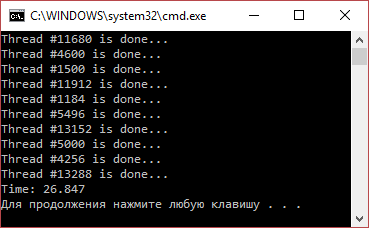 C:\WINDOWS\system32\cmd.exe
Thread #11680 is done...
Thread #4600 is done...
Thread #1500 is done...
Thread #11912 is done...
Thread #1184 is done...
Thread #5496 is done...
Thread #13152 is done...
Thread #5000 is done...
Thread #4256 is done...
Thread #13288 is done...
Time: 26.847
Для продолжения нажмите любую клавишу . . .